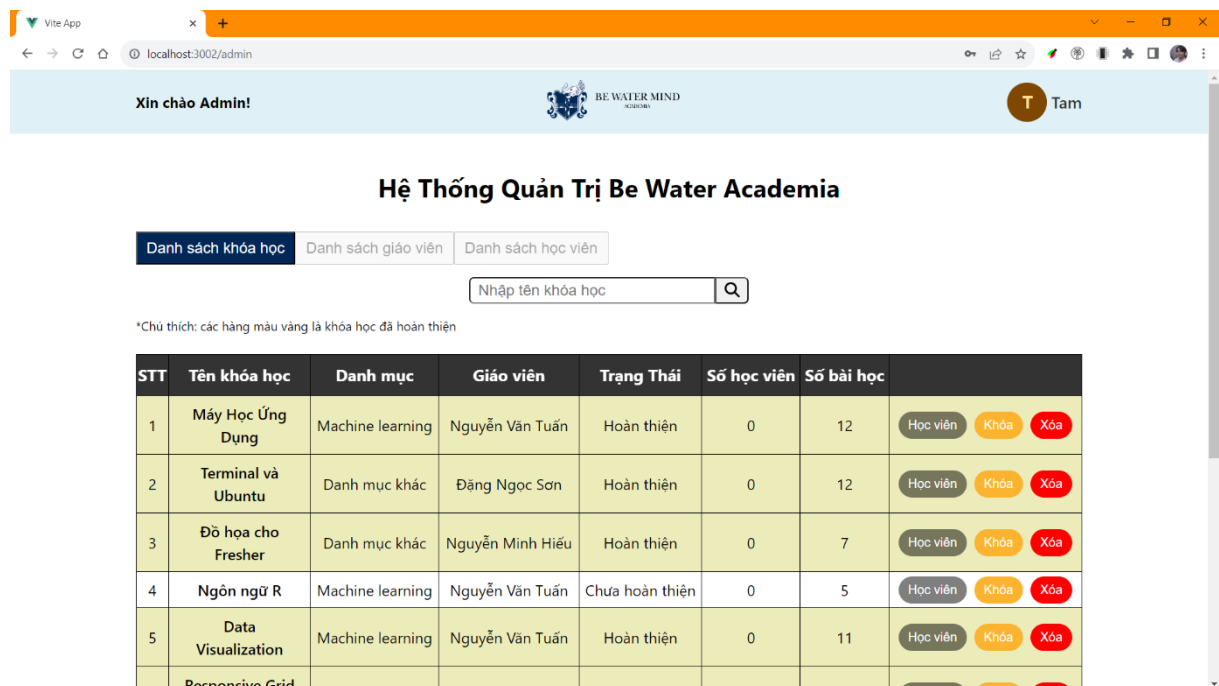 Vite App
localhost:3002/admin
Xin chào Admin!
BE WATER MIND
ACADEMIA
T Tam
Hệ Thống Quản Trị Be Water Academia
Danh sách khóa học Danh sách giáo viên Danh sách học viên
Nhập tên khóa học
*Chú thích: các hàng màu vàng là khóa học đã hoàn thiện
STT Tên khóa học Danh mục Giáo viên Trạng Thái Số học viên Số bài học
1 Máy Học Ứng Dụng Machine learning Nguyễn Văn Tuấn Hoàn thiện 0 12 Học viên Khóa Xóa
2 Terminal và Ubuntu Danh mục khác Đặng Ngọc Sơn Hoàn thiện 0 12 Học viên Khóa Xóa
3 Đồ họa cho Fresher Danh mục khác Nguyễn Minh Hiếu Hoàn thiện 0 7 Học viên Khóa Xóa
4 Ngôn ngữ R Machine learning Nguyễn Văn Tuấn Chưa hoàn thiện 0 5 Học viên Khóa Xóa
5 Data Visualization Machine learning Nguyễn Văn Tuấn Hoàn thiện 0 11 Học viên Khóa Xóa
Responsive Grid